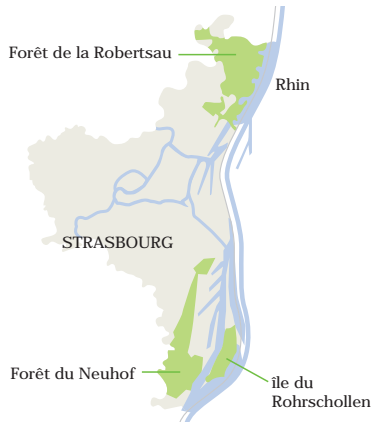 Forêt de la Robertsau
Rhin
STRASBOURG
Forêt du Neuhof
île du
Rohrschollen